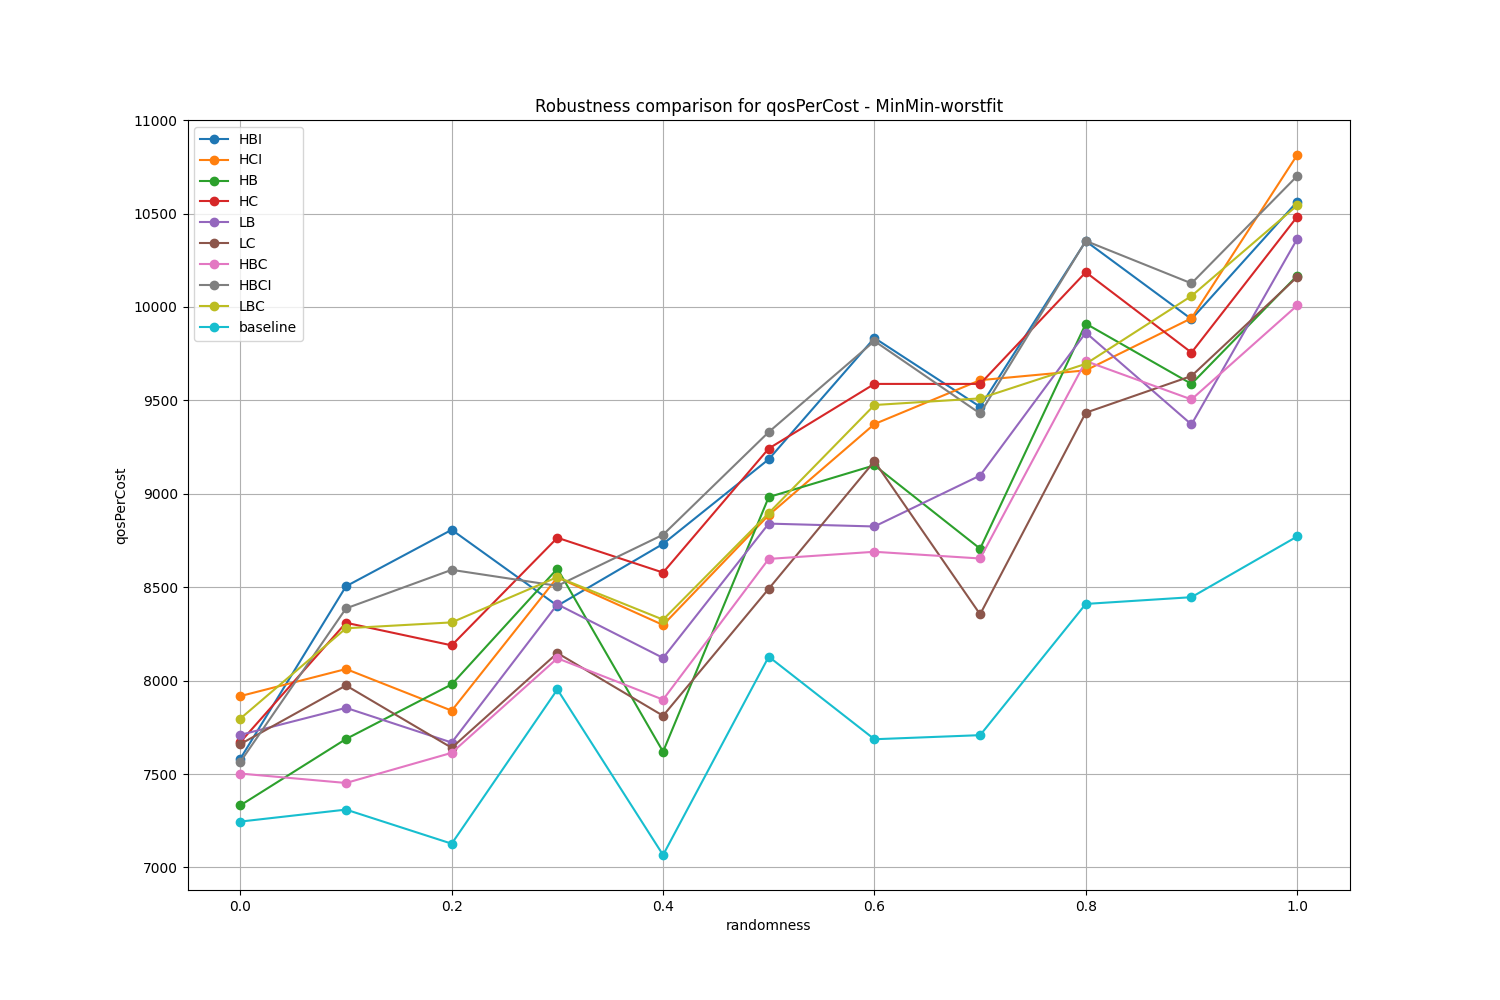 Robustness comparison for qosPerCost - MinMin-worstfit
11000
10500
10000
9500
9000
8500
8000
7500
7000
qosPerCost
HBI
HCI
HB
HC
LB
LC
HBC
HBCI
LBC
baseline
0.0 0.2 0.4 0.6 0.8 1.0
randomness